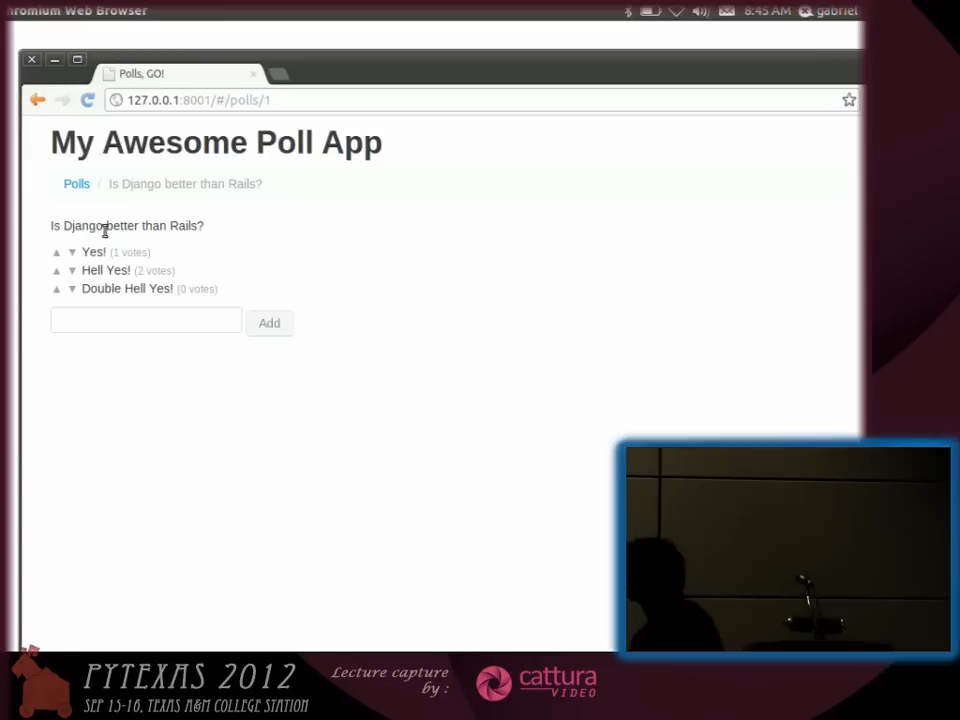 hromium Web Browser
8:45 AM gabriel
Polls, GO!
127.0.0.1:8001/#/polls/1
My Awesome Poll App
Polls / Is Django better than Rails?
Is Django better than Rails?
▲ ▼ Yes! (1 votes)
▲ ▼ Hell Yes! (2 votes)
▲ ▼ Double Hell Yes! (0 votes)
Add
PYTEXAS 2012
SEP 15-16, TEXAS A&M COLLEGE STATION
Lecture capture
by :
cattura
VIDEO